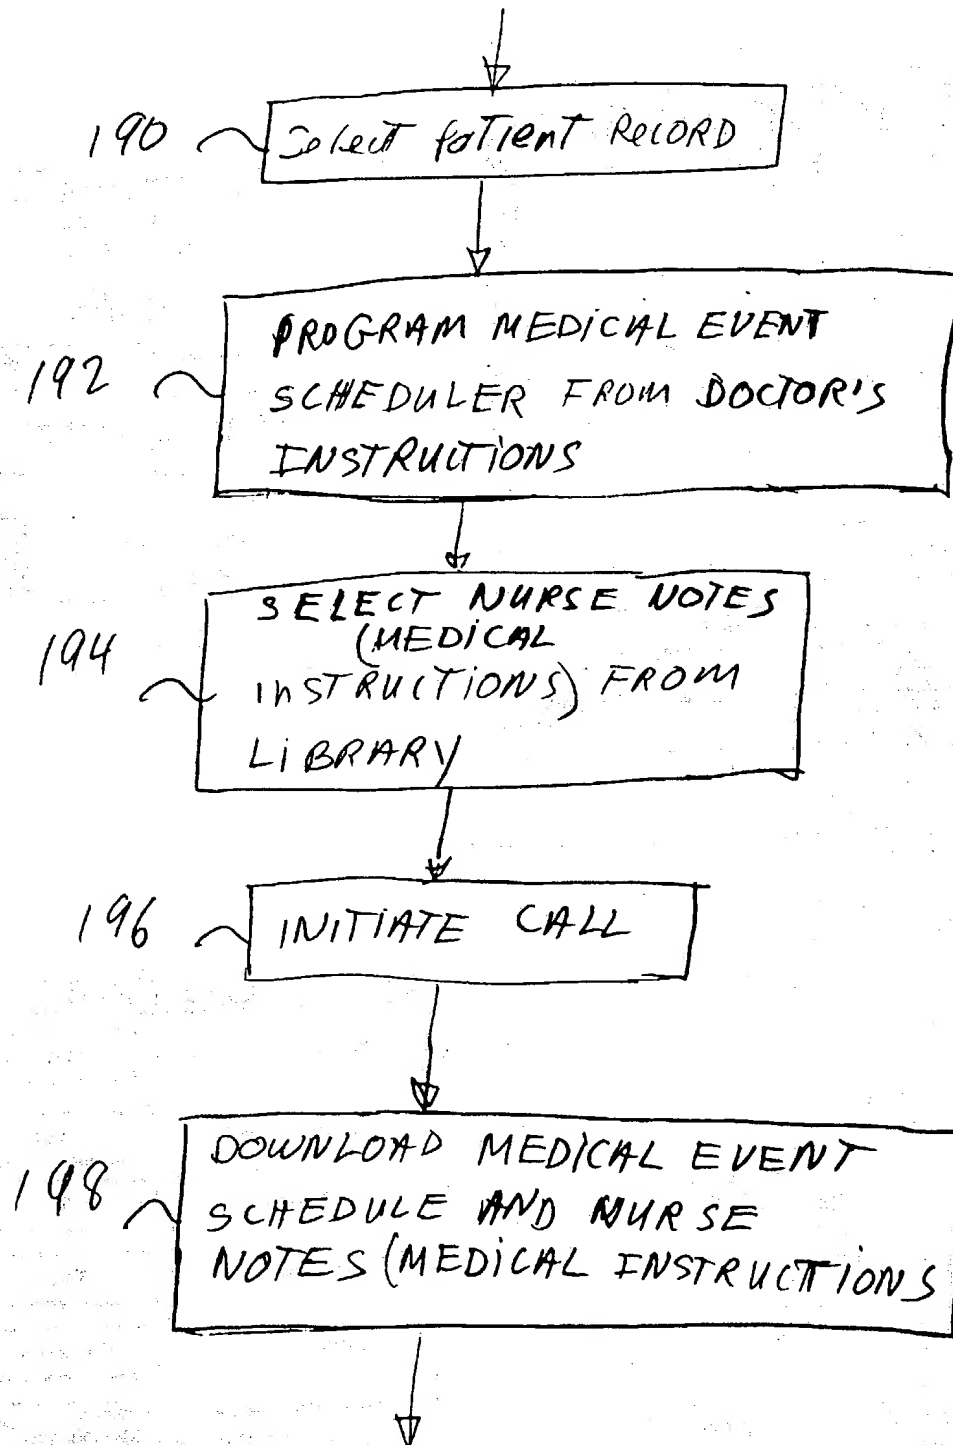 190 Select patient RECORD
PROGRAM MEDICAL EVENT
192 SCHEDULER FROM DOCTOR'S
INSTRUCTIONS
SELECT NURSE NOTES
(MEDICAL
194 INSTRUCTIONS) FROM
LIBRARY
196 INITIATE CALL
DOWNLOAD MEDICAL EVENT
198 SCHEDULE AND NURSE
NOTES (MEDICAL INSTRUCTIONS